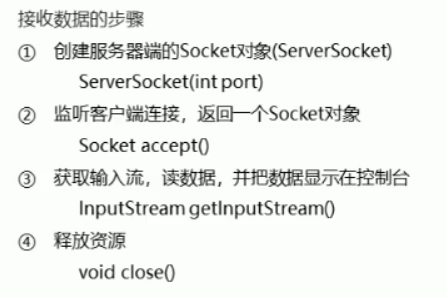 接收数据的步骤
① 创建服务器端的Socket对象(ServerSocket)
ServerSocket(int port)
② 监听客户端连接，返回一个Socket对象
Socket accept()
③ 获取输入流，读数据，并把数据显示在控制台
InputStream getInputStream()
④ 释放资源
void close()